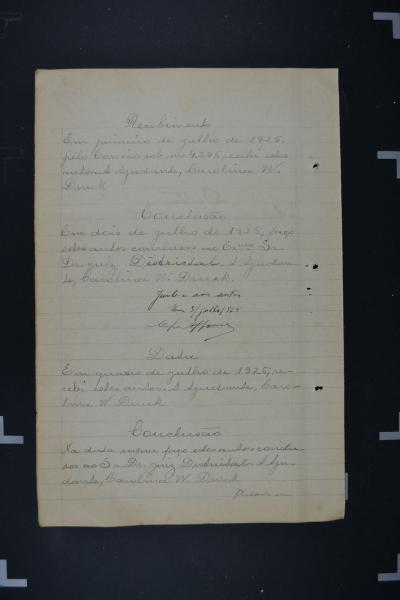 Recebimento
Em primeiro de julho de 1925,
pelo Correio sob nº 4296 recebi estes
autos. A Ajudante, Carolina W.
Druck
Conclusão
Em dois de julho de 1925, faço
estes autos conclusos ao Exmo Sr.
Dr. juiz Districtal. A Ajudan-
te, Carolina W. Druck.
Junte-se aos autos
Em 3/julho/925
Data
Em quatro de julho de 1925, re-
cebi estes autos. A Ajudante, Caro-
lina W. Druck
Conclusão
Na data supra faço estes autos conclu-
sos ao Sr. Dr. juiz Districtal. A Aju-
dante, Carolina W. Druck